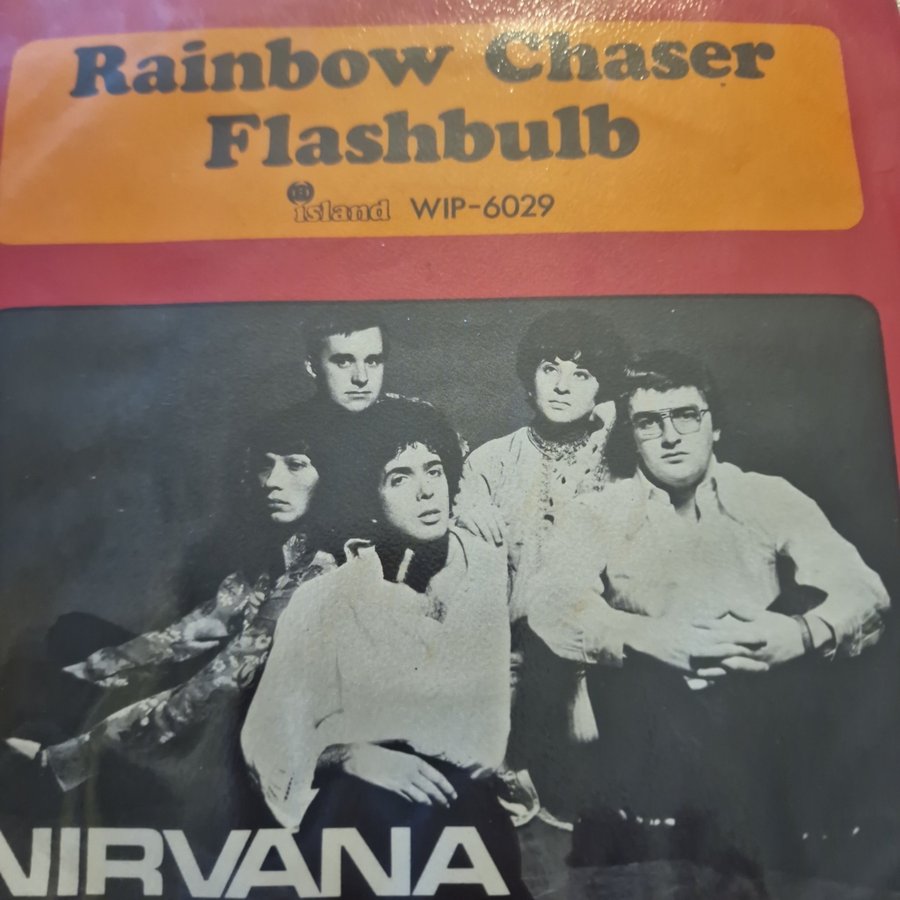 Rainbow Chaser
Flashbulb
island WIP-6029
NIRVANA